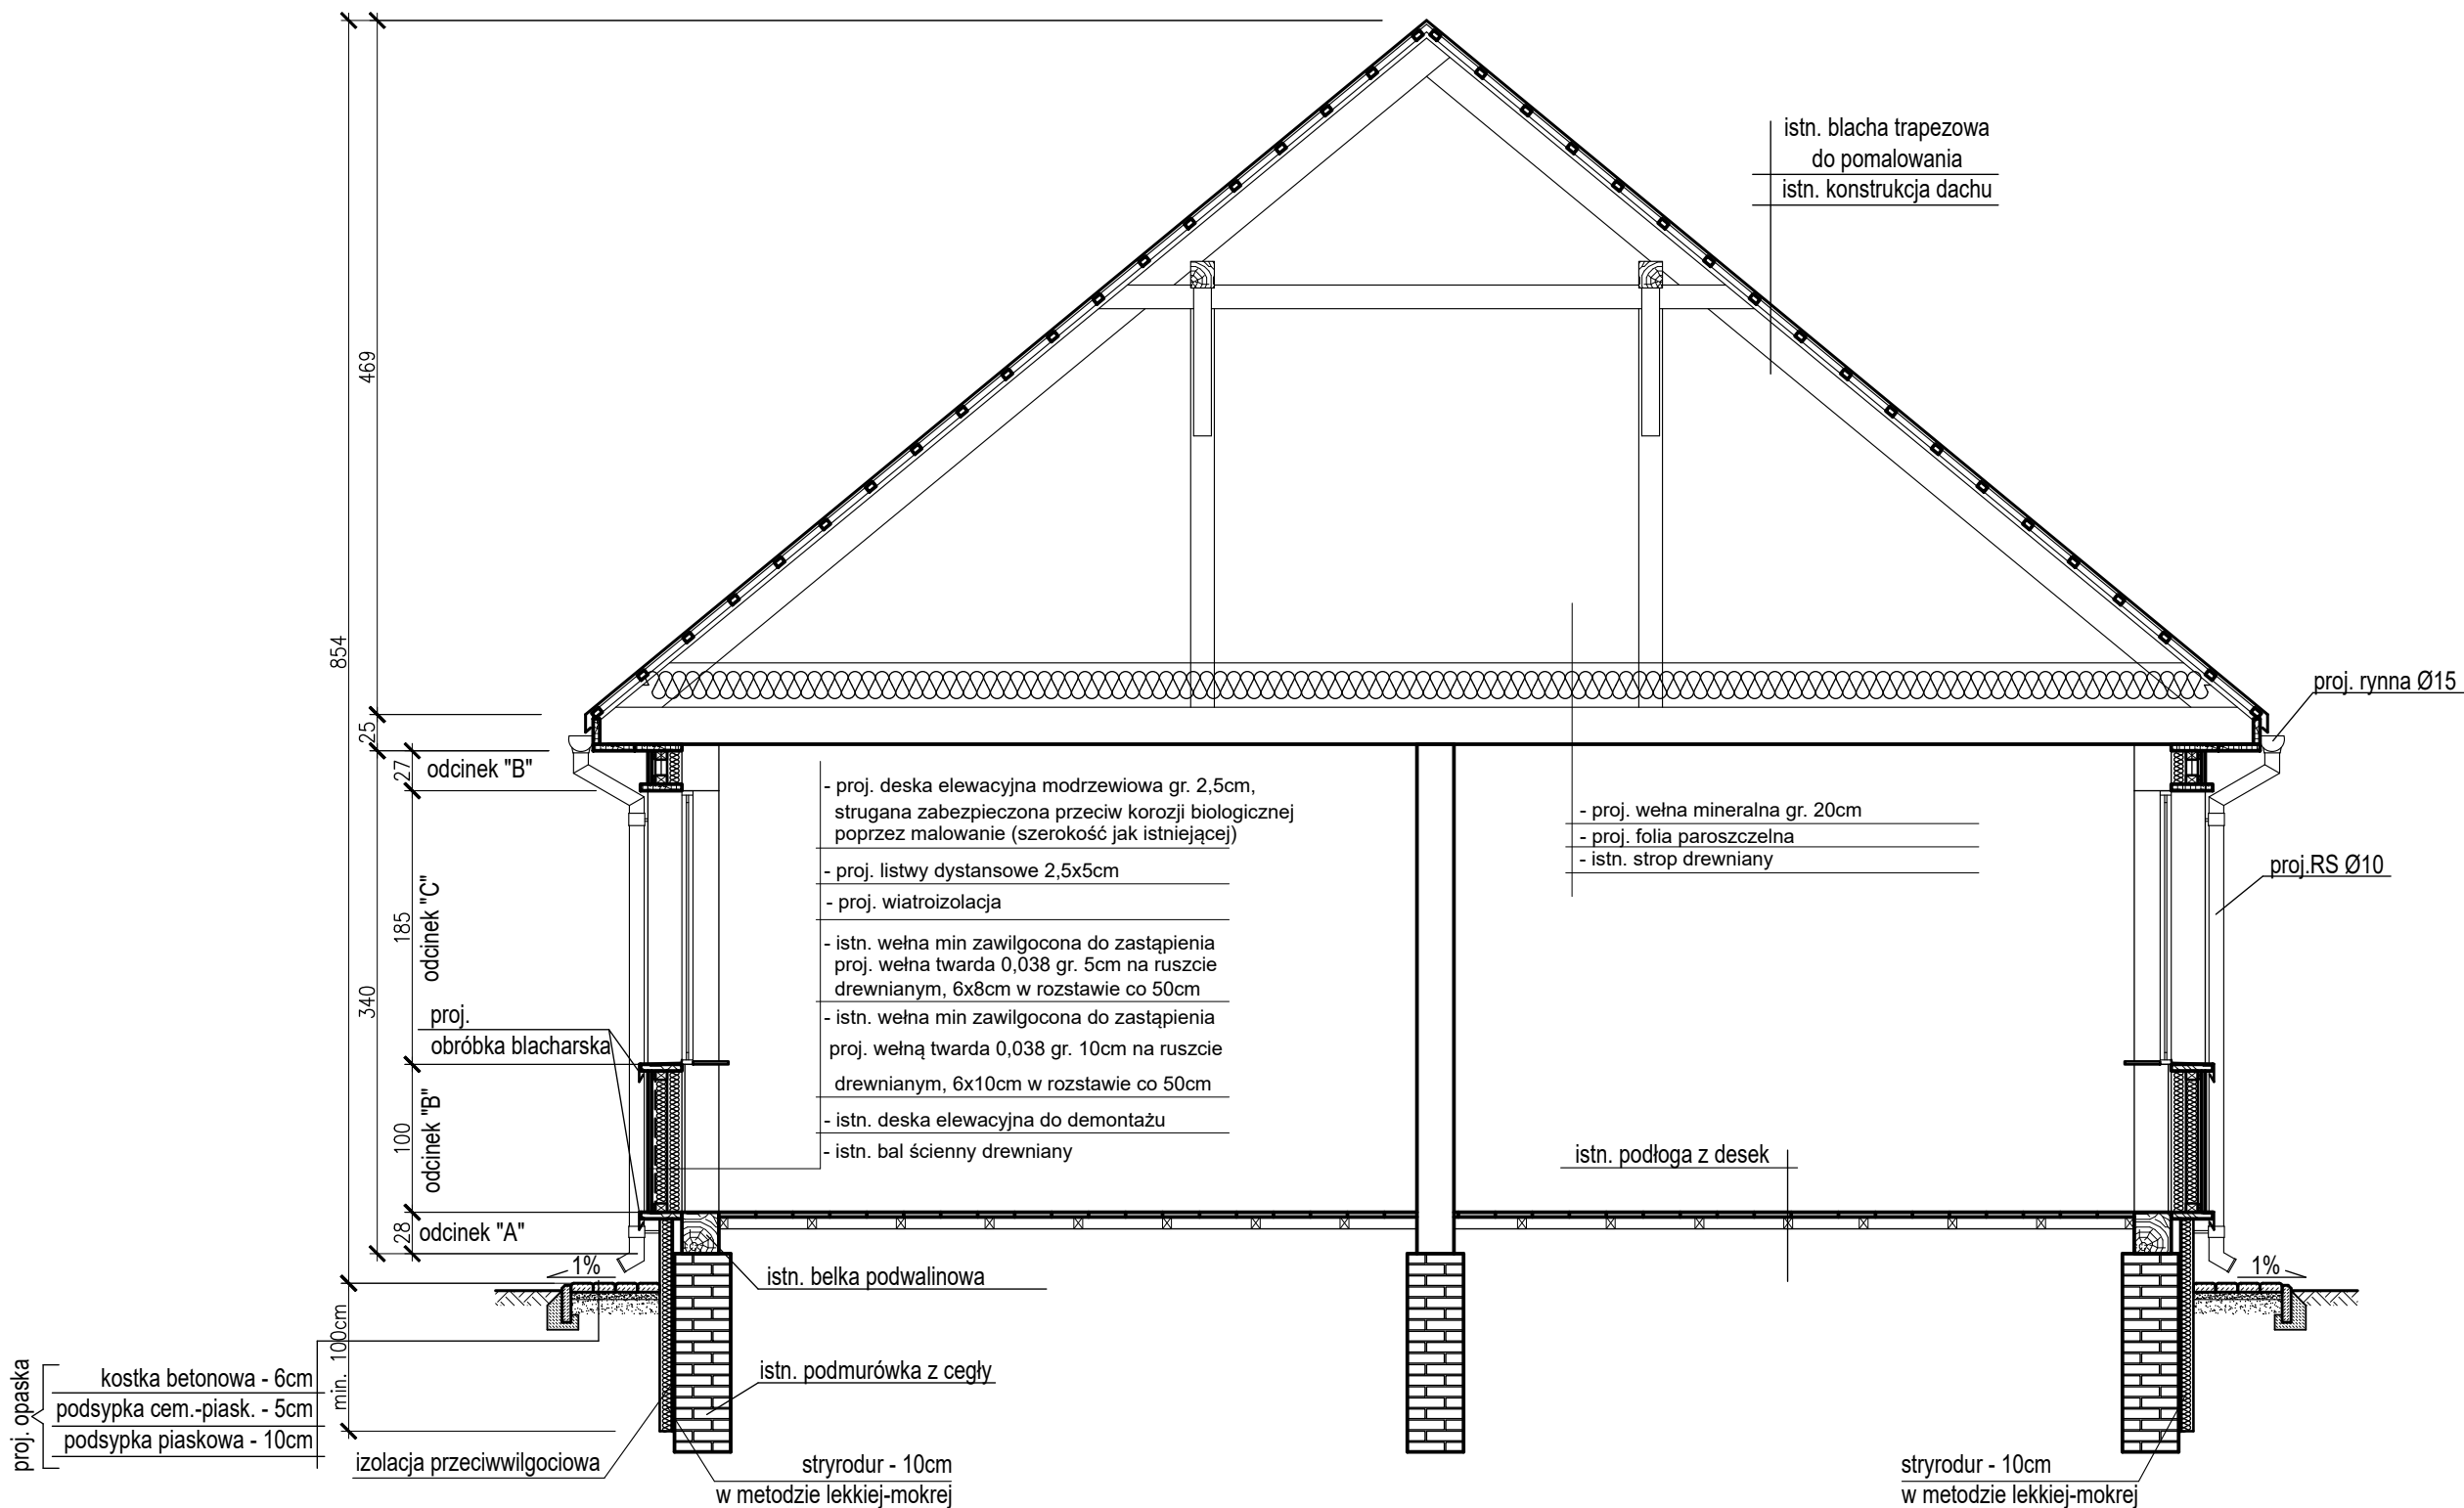 istn. blacha trapezowa
do pomalowania
istn. konstrukcja dachu
469
854
25
340
27
185
100
28
min. 100cm
odcinek "B"
odcinek "C"
proj.
obróbka blacharska
odcinek "B"
odcinek "A"
- proj. deska elewacyjna modrzewiowa gr. 2,5cm,
strugana zabezpieczona przeciw korozji biologicznej
poprzez malowanie (szerokość jak istniejącej)
- proj. listwy dystansowe 2,5x5cm
- proj. wiatroizolacja
- istn. wełna min zawilgocona do zastąpienia
proj. wełna twarda 0,038 gr. 5cm na ruszcie
drewnianym, 6x8cm w rozstawie co 50cm
- istn. wełna min zawilgocona do zastąpienia
proj. wełną twarda 0,038 gr. 10cm na ruszcie
drewnianym, 6x10cm w rozstawie co 50cm
- istn. deska elewacyjna do demontażu
- istn. bal ścienny drewniany
- proj. wełna mineralna gr. 20cm
- proj. folia paroszczelna
- istn. strop drewniany
proj. rynna Ø15
proj.RS Ø10
istn. podłoga z desek
1%
1%
istn. belka podwalinowa
istn. podmurówka z cegły
proj. opaska
kostka betonowa - 6cm
podsypka cem.-piask. - 5cm
podsypka piaskowa - 10cm
izolacja przeciwwilgociowa
stryrodur - 10cm
w metodzie lekkiej-mokrej
stryrodur - 10cm
w metodzie lekkiej-mokrej